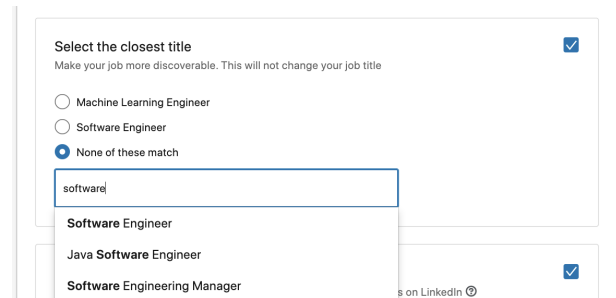 Select the closest title
Make your job more discoverable. This will not change your job title
Machine Learning Engineer
Software Engineer
None of these match
software
Software Engineer
Java Software Engineer
Software Engineering Manager
s on LinkedIn